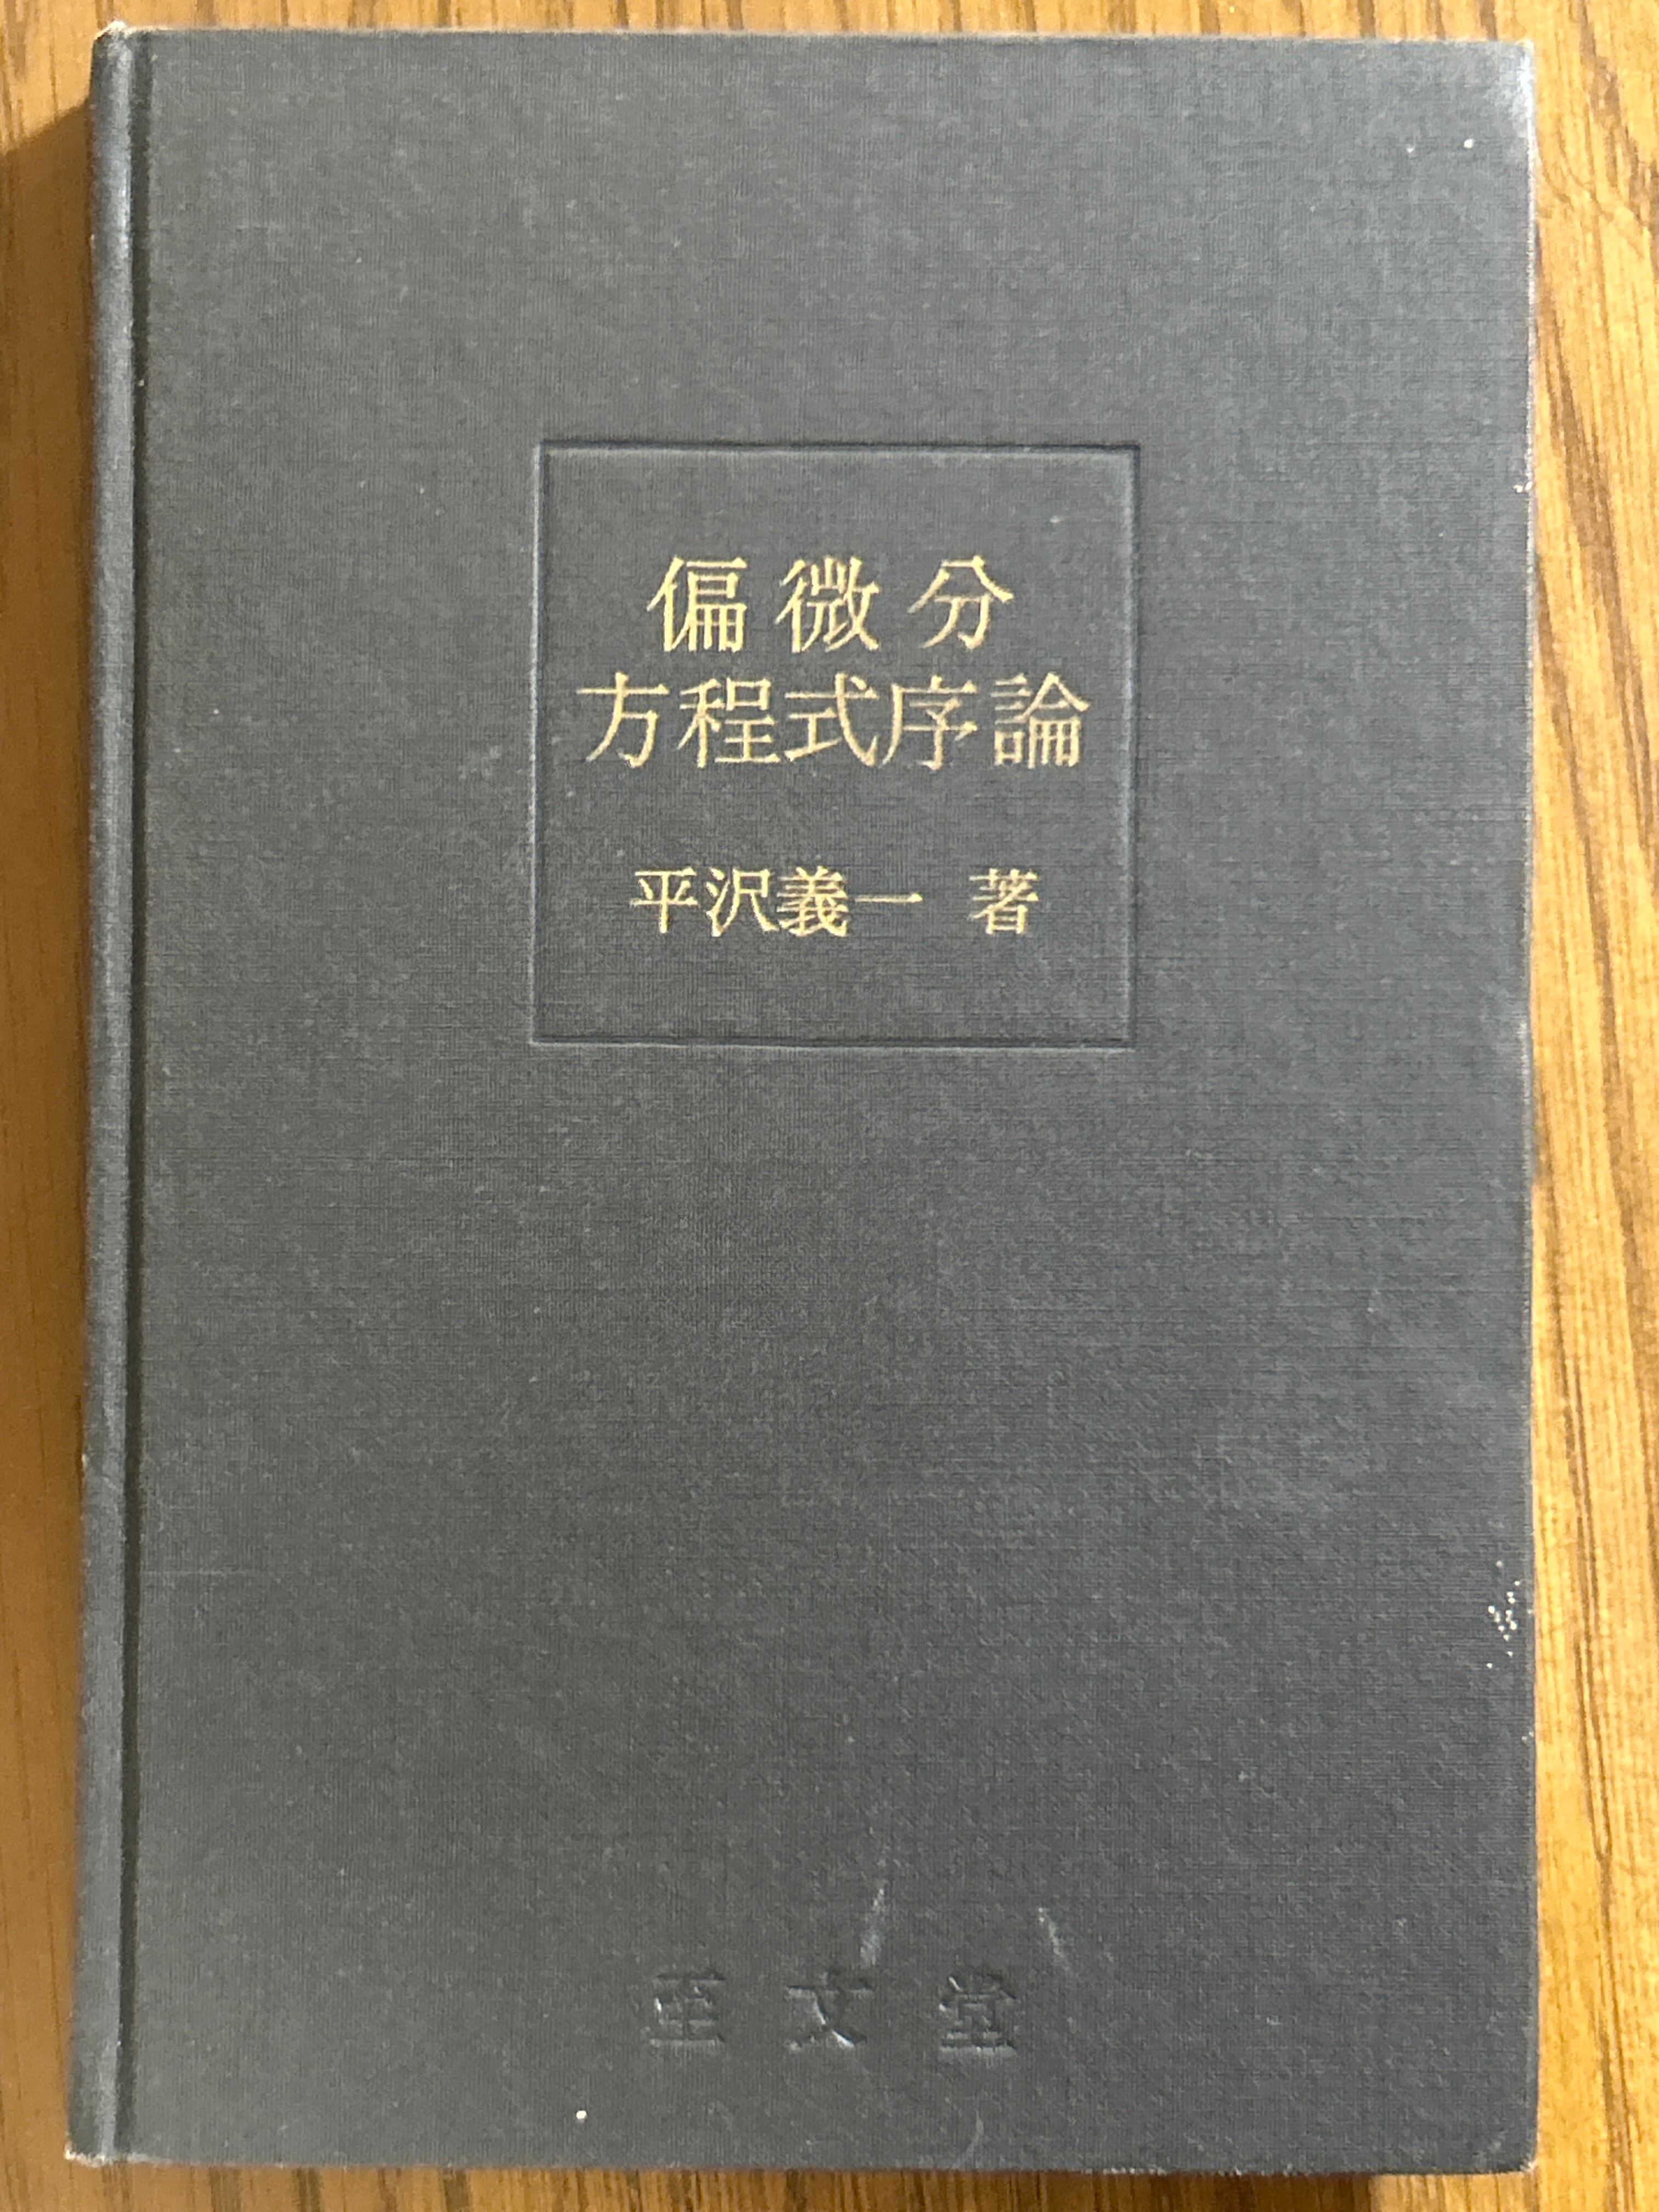 偏微分
方程式序論
平沢義一 著
至文堂